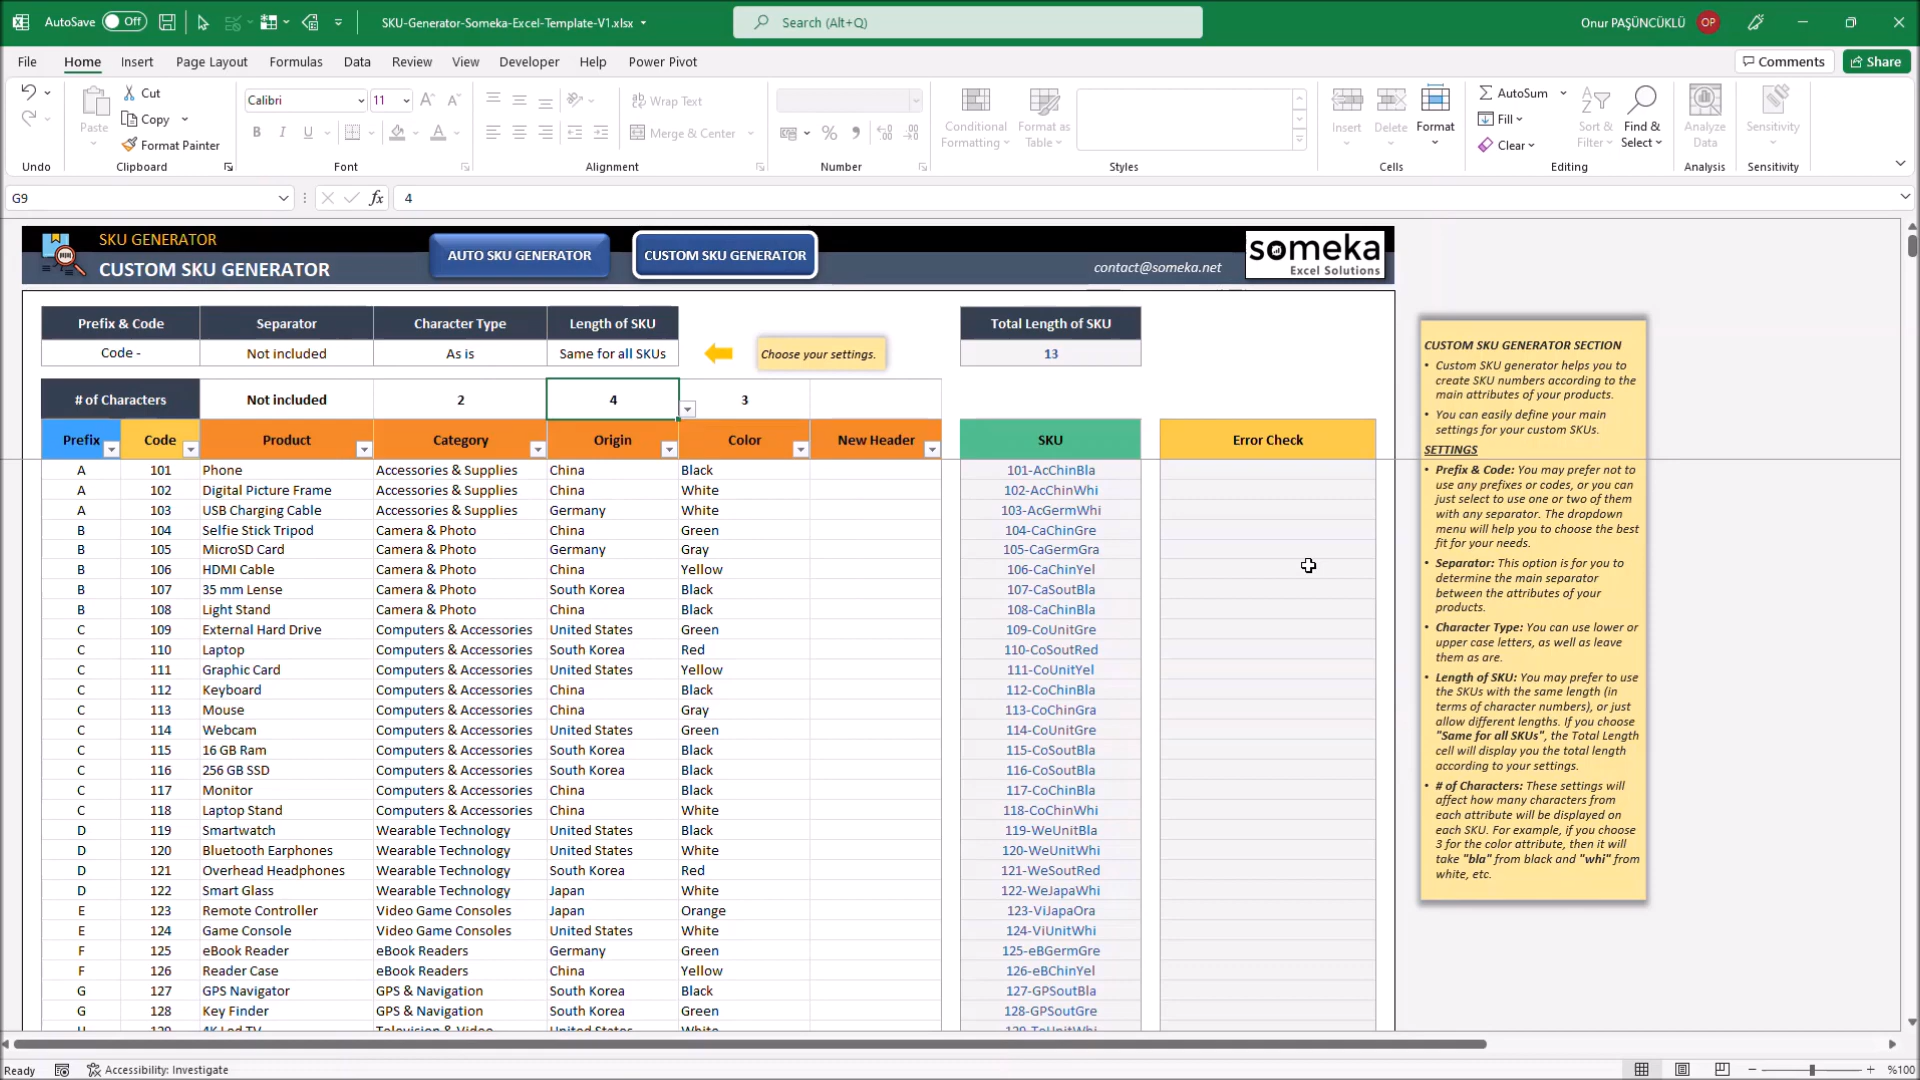 AutoSave Off SKU-Generator-Someka-Excel-Template-V1.xlsx Search (Alt+Q) Onur PAŞÜNCÜKLÜ OP
File Home Insert Page Layout Formulas Data Review View Developer Help Power Pivot Comments Share
Cut
Copy
Format Painter
Paste
Calibri 11
B I U
Wrap Text
Merge & Center
Conditional Formatting
Format as Table
Insert Delete Format
AutoSum
Fill
Clear
Sort & Filter
Find & Select
Analyze Data
Sensitivity
Undo Clipboard Font Alignment Number Styles Cells Editing Analysis Sensitivity
G9 fx 4
SKU GENERATOR
CUSTOM SKU GENERATOR
AUTO SKU GENERATOR CUSTOM SKU GENERATOR
contact@someka.net
someka
Excel Solutions
Prefix & Code Separator Character Type Length of SKU Total Length of SKU
Code - Not included As is Same for all SKUs Choose your settings. 13
# of Characters Not included 2 4 3
Prefix Code Product Category Origin Color New Header SKU Error Check
A 101 Phone Accessories & Supplies China Black 101-AcChinBla
A 102 Digital Picture Frame Accessories & Supplies China White 102-AcChinWhi
A 103 USB Charging Cable Accessories & Supplies Germany White 103-AcGermWhi
B 104 Selfie Stick Tripod Camera & Photo China Green 104-CaChinGre
B 105 MicroSD Card Camera & Photo Germany Gray 105-CaGermGra
B 106 HDMI Cable Camera & Photo China Yellow 106-CaChinYel
B 107 35 mm Lense Camera & Photo South Korea Black 107-CaSoutBla
B 108 Light Stand Camera & Photo China Black 108-CaChinBla
C 109 External Hard Drive Computers & Accessories United States Green 109-CoUnitGre
C 110 Laptop Computers & Accessories South Korea Red 110-CoSoutRed
C 111 Graphic Card Computers & Accessories United States Yellow 111-CoUnitYel
C 112 Keyboard Computers & Accessories China Black 112-CoChinBla
C 113 Mouse Computers & Accessories China Gray 113-CoChinGra
C 114 Webcam Computers & Accessories United States Green 114-CoUnitGre
C 115 16 GB Ram Computers & Accessories South Korea Black 115-CoSoutBla
C 116 256 GB SSD Computers & Accessories South Korea Black 116-CoSoutBla
C 117 Monitor Computers & Accessories China Black 117-CoChinBla
C 118 Laptop Stand Computers & Accessories China White 118-CoChinWhi
D 119 Smartwatch Wearable Technology United States Black 119-WeUnitBla
D 120 Bluetooth Earphones Wearable Technology United States White 120-WeUnitWhi
D 121 Overhead Headphones Wearable Technology South Korea Red 121-WeSoutRed
D 122 Smart Glass Wearable Technology Japan White 122-WeJapaWhi
E 123 Remote Controller Video Game Consoles Japan Orange 123-ViJapaOra
E 124 Game Console Video Game Consoles United States White 124-ViUnitWhi
F 125 eBook Reader eBook Readers Germany Green 125-eBGermGre
F 126 Reader Case eBook Readers China Yellow 126-eBChinYel
G 127 GPS Navigator GPS & Navigation South Korea Black 127-GPSoutBla
G 128 Key Finder GPS & Navigation South Korea Green 128-GPSoutGre
129 4K Led TV Television & Video United States White 129-TeUnitWhi
CUSTOM SKU GENERATOR SECTION
• Custom SKU generator helps you to
create SKU numbers according to the
main attributes of your products.
• You can easily define your main
settings for your custom SKUs.
SETTINGS
• Prefix & Code: You may prefer not to
use any prefixes or codes, or you can
just select to use one or two of them
with any separator. The dropdown
menu will help you to choose the best
fit for your needs.
• Separator: This option is for you to
determine the main separator
between the attributes of your
products.
• Character Type: You can use lower or
upper case letters, as well as leave
them as are.
• Length of SKU: You may prefer to use
the SKUs with the same length (in
terms of character numbers), or just
allow different lengths. If you choose
"Same for all SKUs", the Total Length
cell will display you the total length
according to your settings.
• # of Characters: These settings will
affect how many characters from
each attribute will be displayed on
each SKU. For example, if you choose
3 for the color attribute, then it will
take "bla" from black and "whi" from
white, etc.
Ready Accessibility: Investigate %100